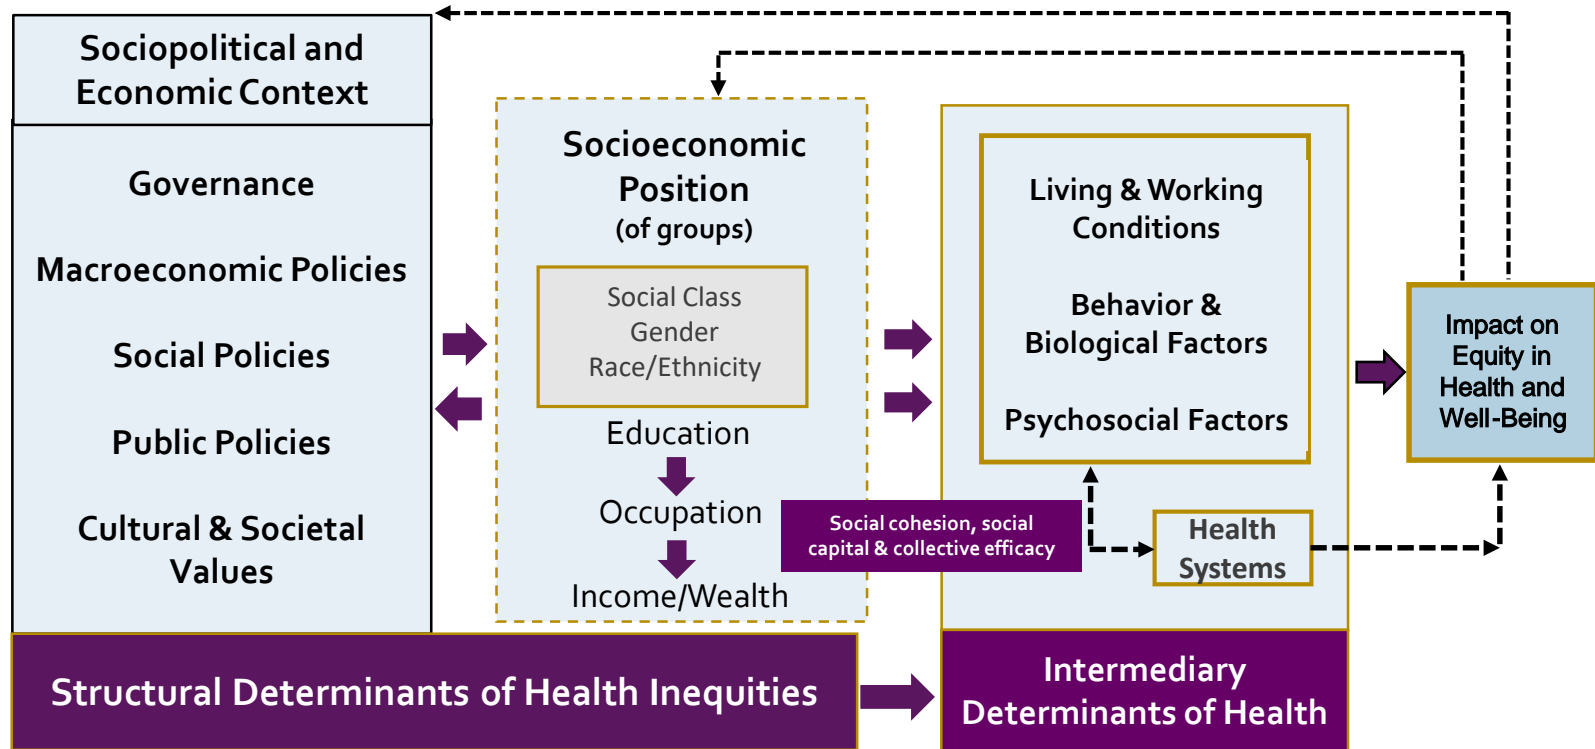 Sociopolitical and
Economic Context
Governance
Macroeconomic Policies
Social Policies
Public Policies
Cultural & Societal
Values
Socioeconomic
Position
(of groups)
Social Class
Gender
Race/Ethnicity
Education
Occupation
Income/Wealth
Social cohesion, social
capital & collective efficacy
Living & Working
Conditions
Behavior &
Biological Factors
Psychosocial Factors
Health
Systems
Impact on
Equity in
Health and
Well-Being
Structural Determinants of Health Inequities
Intermediary
Determinants of Health